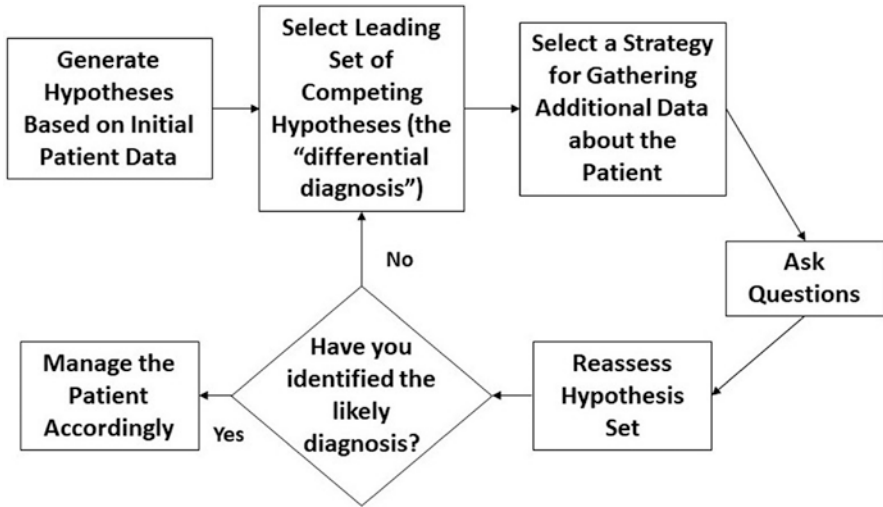 Generate
Hypotheses
Based on Initial
Patient Data
Select Leading
Set of
Competing
Hypotheses (the
“differential
diagnosis”)
Select a Strategy
for Gathering
Additional Data
about the
Patient
Ask
Questions
Reassess
Hypothesis
Set
Have you
identified the
likely
diagnosis?
No
Yes
Manage the
Patient
Accordingly